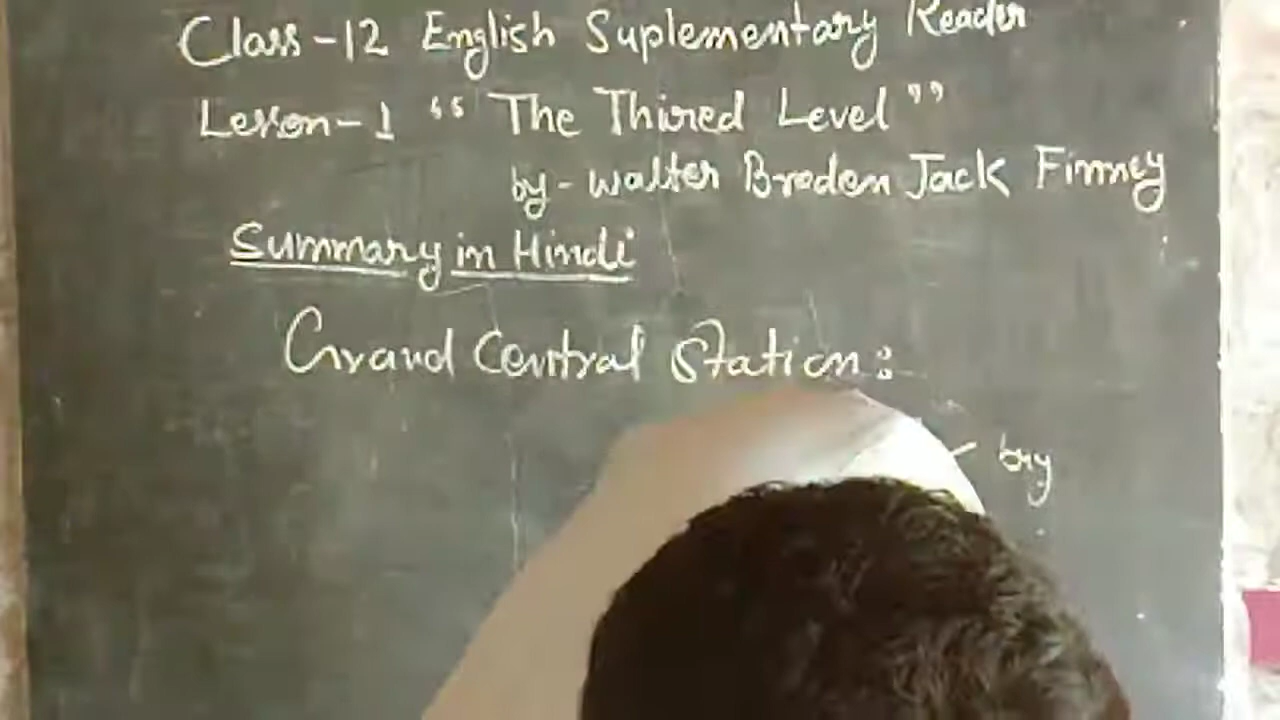 Class-12 English Suplementary Reader
Lesson-1 "The Thired Level"
by- Walter Breden Jack Finney
Summary in Hindi
Grand Central Station:
by